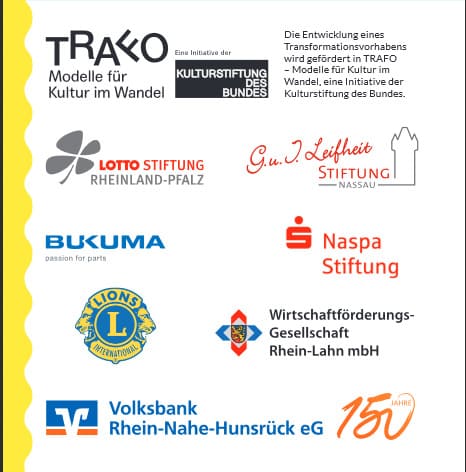 TRAFO
Modelle für
Kultur im Wandel
Eine Initiative der
KULTURSTIFTUNG
DES
BUNDES
Die Entwicklung eines
Transformationsvorhabens
wird gefördert in TRAFO
– Modelle für Kultur im
Wandel, eine Initiative der
Kulturstiftung des Bundes.
LOTTO STIFTUNG
RHEINLAND-PFALZ
G. u. I. Leifheit
STIFTUNG
NASSAU
BUKUMA
passion for parts
Naspa
Stiftung
LIONS
L
INTERNATIONAL
Wirtschaftförderungs-
Gesellschaft
Rhein-Lahn mbH
Volksbank
Rhein-Nahe-Hunsrück eG
150
JAHRE